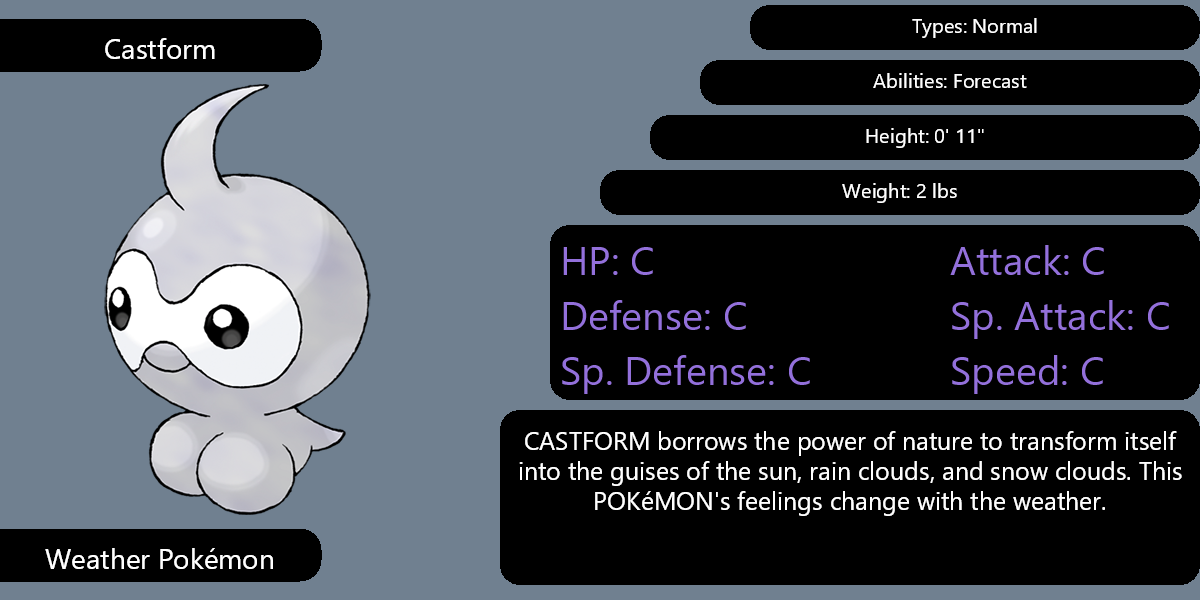 Castform
Types: Normal
Abilities: Forecast
Height: 0' 11"
Weight: 2 lbs
HP: C
Attack: C
Defense: C
Sp. Attack: C
Sp. Defense: C
Speed: C
CASTFORM borrows the power of nature to transform itself
into the guises of the sun, rain clouds, and snow clouds. This
POKéMON's feelings change with the weather.
Weather Pokémon